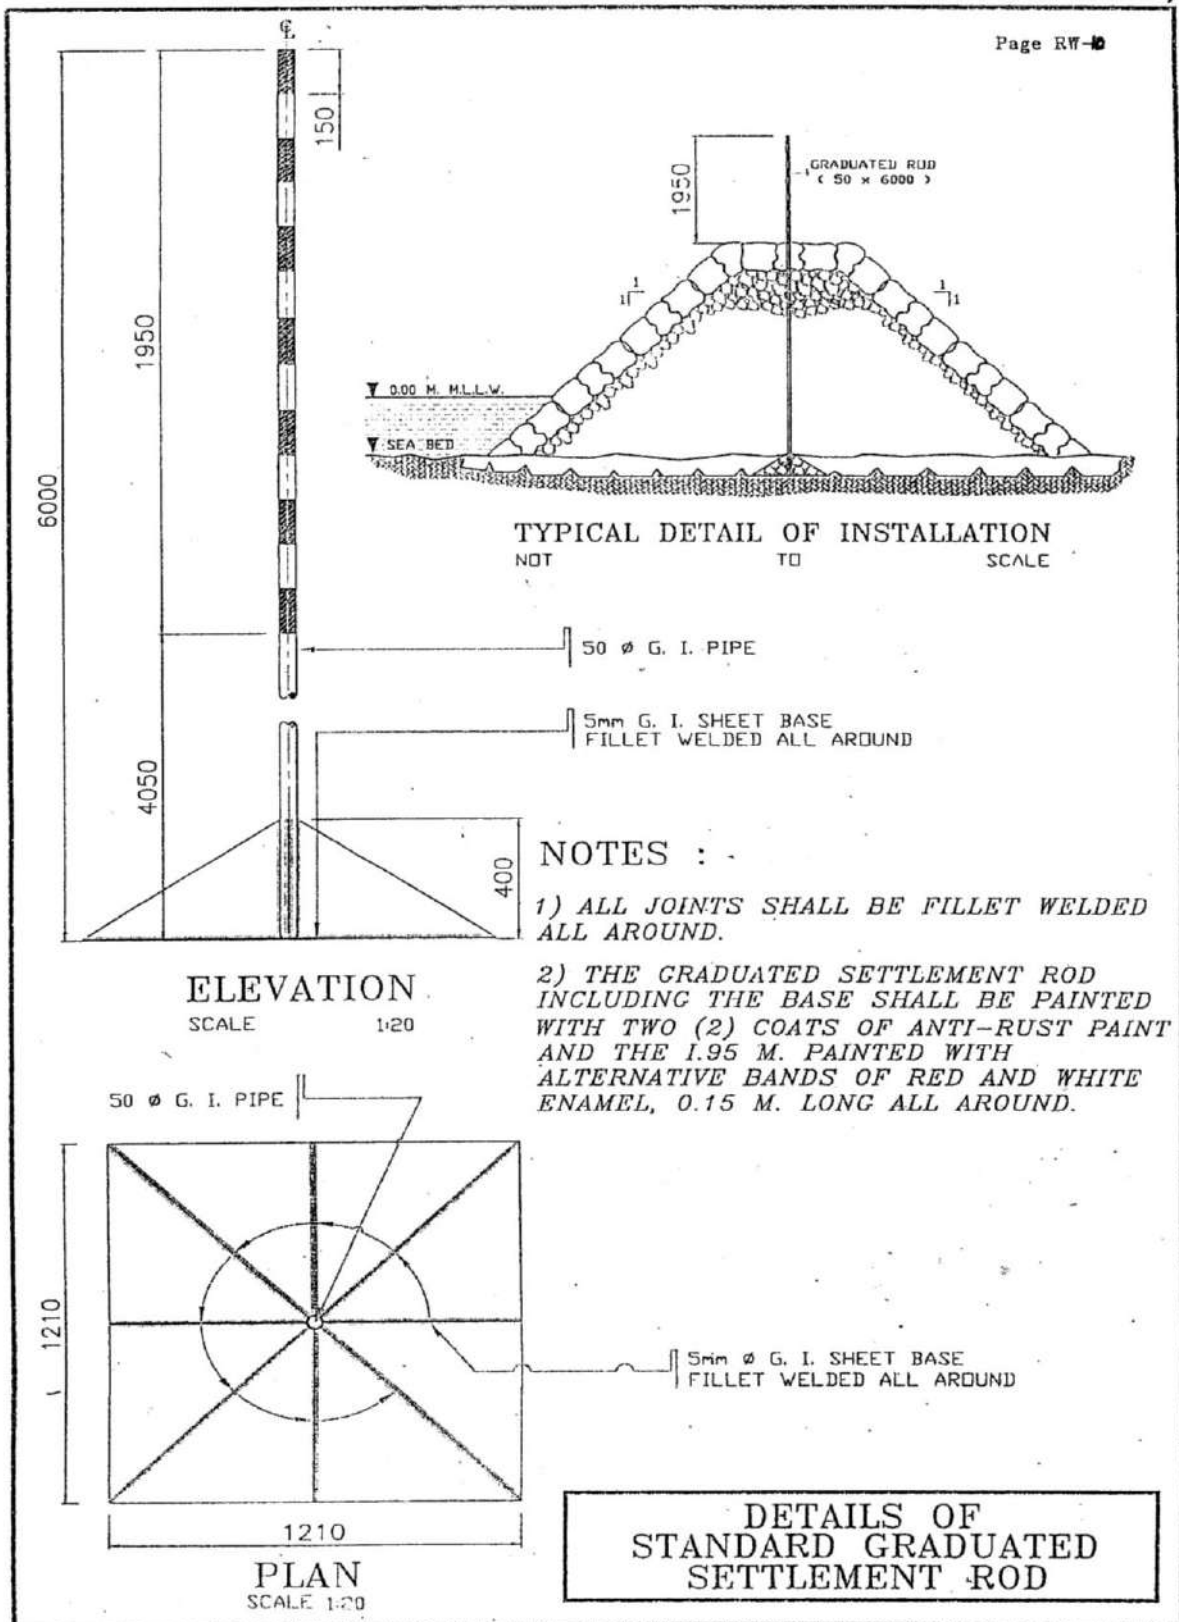 Page RW-10
℄
150
1950
6000
4050
400
1950
GRADUATED ROD
( 50 x 6000 )
1
1
1
1
0.00 M. M.L.L.W.
SEA BED
TYPICAL DETAIL OF INSTALLATION
NOT TO SCALE
50 Ø G. I. PIPE
5mm G. I. SHEET BASE
FILLET WELDED ALL AROUND
ELEVATION
SCALE 1:20
NOTES :
1) ALL JOINTS SHALL BE FILLET WELDED
ALL AROUND.
2) THE GRADUATED SETTLEMENT ROD
INCLUDING THE BASE SHALL BE PAINTED
WITH TWO (2) COATS OF ANTI-RUST PAINT
AND THE 1.95 M. PAINTED WITH
ALTERNATIVE BANDS OF RED AND WHITE
ENAMEL, 0.15 M. LONG ALL AROUND.
50 Ø G. I. PIPE
1210
5mm Ø G. I. SHEET BASE
FILLET WELDED ALL AROUND
1210
PLAN
SCALE 1:20
DETAILS OF
STANDARD GRADUATED
SETTLEMENT ROD